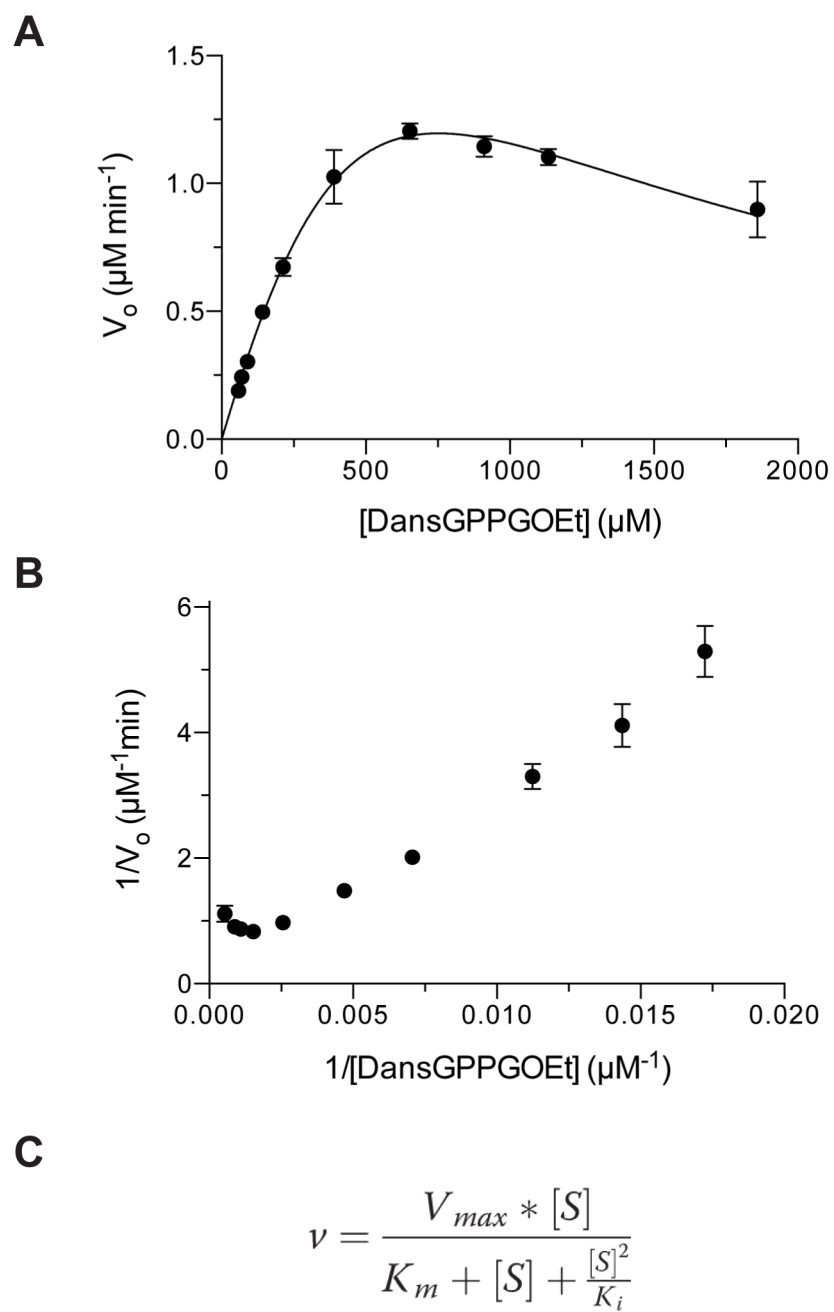 A
1.5
1.0
0.5
0.0
V₀ (µM min⁻¹)
0 500 1000 1500 2000
[DansGPPGOEt] (µM)
B
6
4
2
0
1/V₀ (µM⁻¹min)
0.000 0.005 0.010 0.015 0.020
1/[DansGPPGOEt] (µM⁻¹)
C
v = Vmax * [S] / Km + [S] + [S]²/Ki